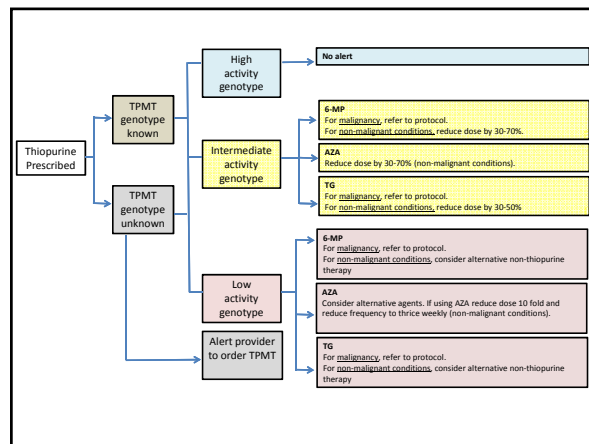 Thiopurine
Prescribed
TPMT
genotype
known
TPMT
genotype
unknown
High
activity
genotype
Intermediate
activity
genotype
Low
activity
genotype
Alert provider
to order TPMT
No alert
6-MP
For malignancy, refer to protocol.
For non-malignant conditions, reduce dose by 30-70%.
AZA
Reduce dose by 30-70% (non-malignant conditions).
TG
For malignancy, refer to protocol.
For non-malignant conditions, reduce dose by 30-50%
6-MP
For malignancy, refer to protocol.
For non-malignant conditions, consider alternative non-thiopurine
therapy
AZA
Consider alternative agents. If using AZA reduce dose 10 fold and
reduce frequency to thrice weekly (non-malignant conditions).
TG
For malignancy, refer to protocol.
For non-malignant conditions, consider alternative non-thiopurine
therapy